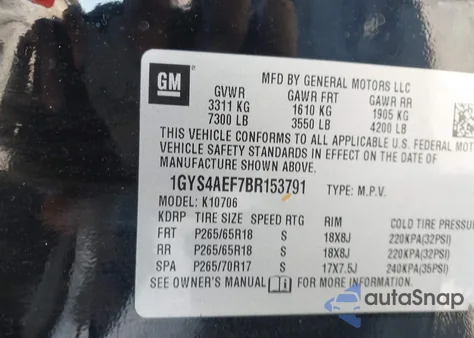 GM
MFD BY GENERAL MOTORS LLC
GVWR GAWR FRT GAWR RR
3311 KG 1610 KG 1905 KG
7300 LB 3550 LB 4200 LB
THIS VEHICLE CONFORMS TO ALL APPLICABLE U.S. FEDERAL MOT
VEHICLE SAFETY STANDARDS IN EFFECT ON THE DATE OF
MANUFACTURE SHOWN ABOVE.
1GYS4AEF7BR153791 TYPE: M.P.V.
MODEL: K10706
KDRP TIRE SIZE SPEED RTG RIM COLD TIRE PRESSU
FRT P265/65R18 S 18X8J 220KPA(32PSI)
RR P265/65R18 S 18X8J 220KPA(32PSI)
SPA P265/70R17 S 17X7.5J 240KPA(35PSI)
SEE OWNER'S MANUAL FOR MORE INFORMATION.
autoSnap